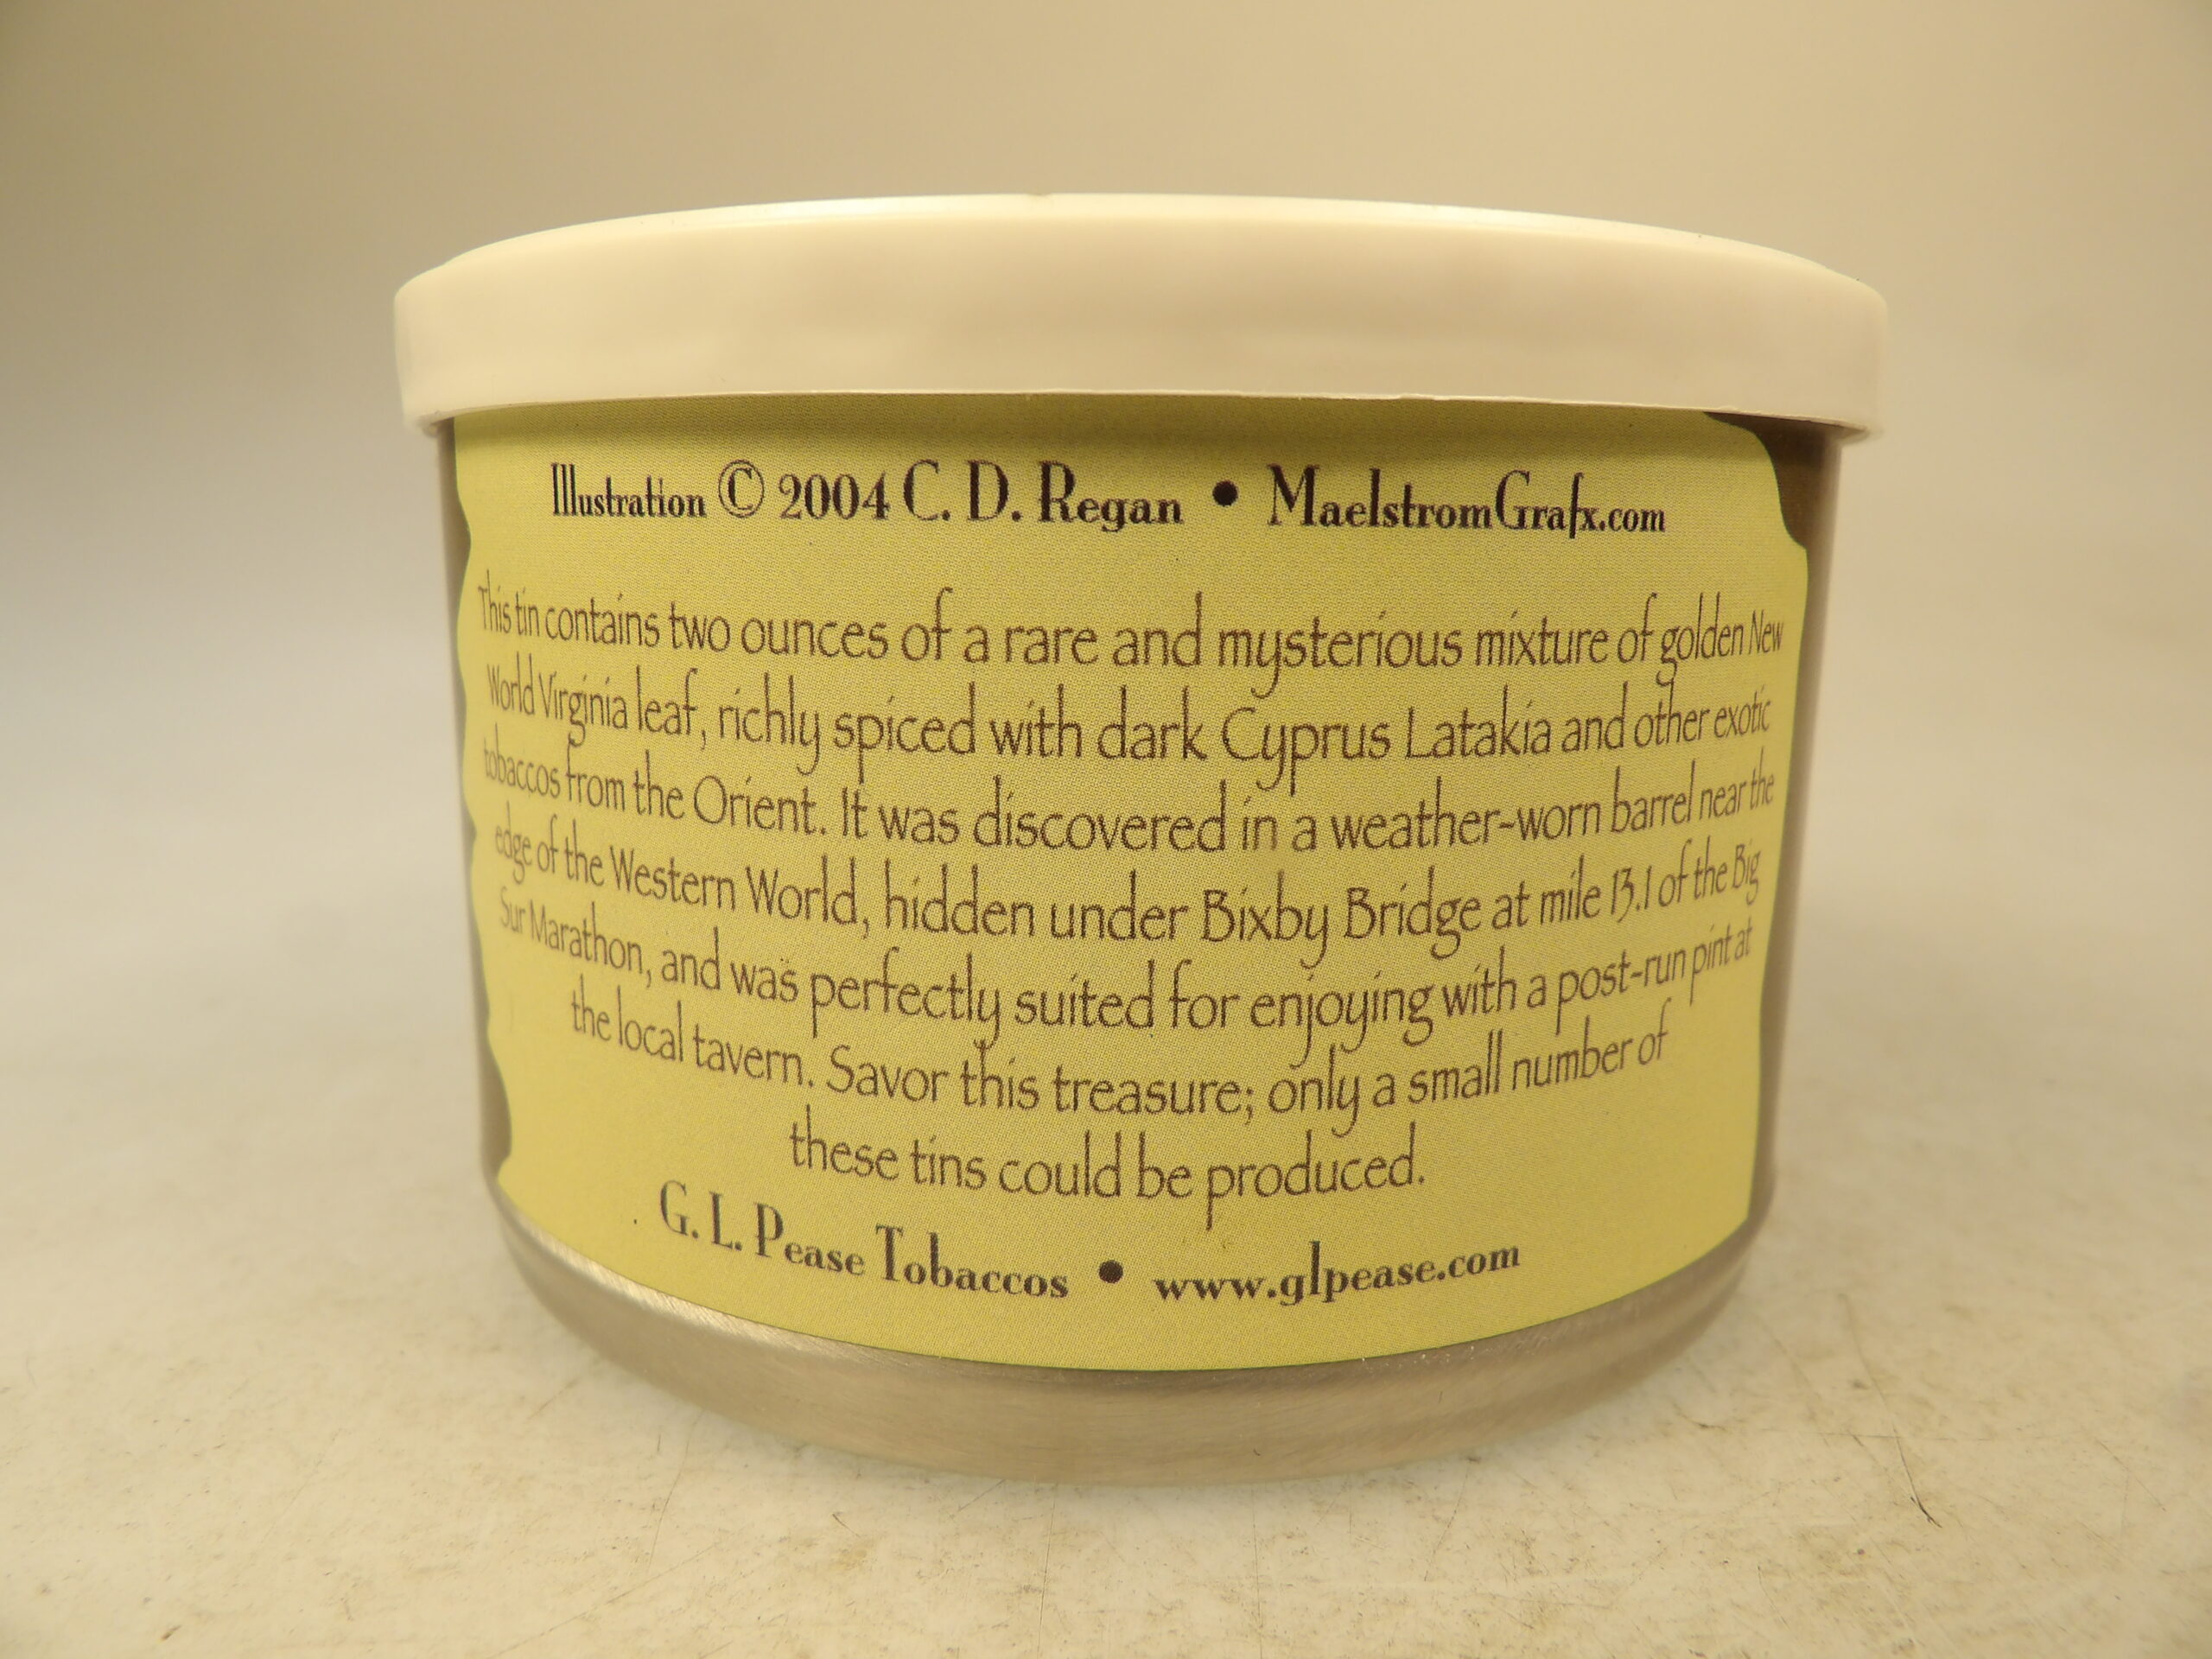 Illustration © 2004 C. D. Regan • MaelstromGrafx.com
This tin contains two ounces of a rare and mysterious mixture of golden New
World Virginia leaf, richly spiced with dark Cyprus Latakia and other exotic
tobaccos from the Orient. It was discovered in a weather-worn barrel near the
edge of the Western World, hidden under Bixby Bridge at mile 13.1 of the Big
Sur Marathon, and was perfectly suited for enjoying with a post-run pint at
the local tavern. Savor this treasure; only a small number of
these tins could be produced.
G. L. Pease Tobaccos • www.glpease.com